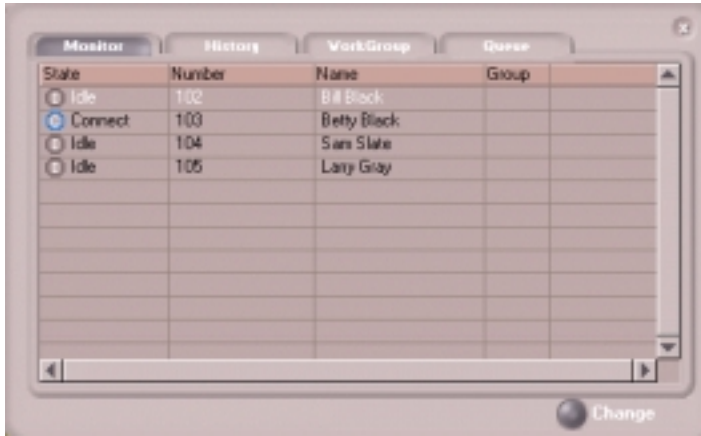 Monitor History WorkGroup Queue
State Number Name Group
Idle 102 Bill Black
Connect 103 Betty Black
Idle 104 Sam Slate
Idle 105 Larry Gray
Change